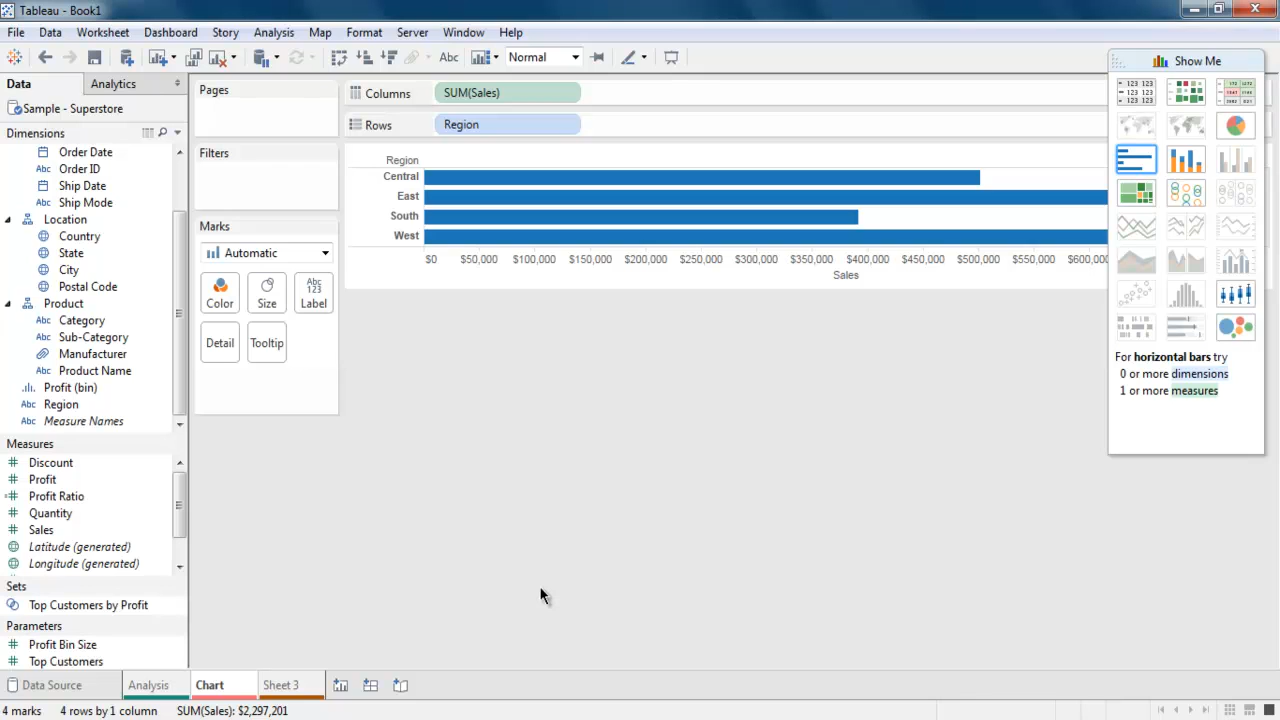 Tableau - Book1
File Data Worksheet Dashboard Story Analysis Map Format Server Window Help
Abc Normal
Data Analytics
Sample - Superstore
Dimensions
Order Date
Abc Order ID
Ship Date
Abc Ship Mode
Location
Country
State
City
Postal Code
Product
Abc Category
Abc Sub-Category
Manufacturer
Abc Product Name
Profit (bin)
Abc Region
Abc Measure Names
Measures
# Discount
# Profit
=# Profit Ratio
# Quantity
# Sales
Latitude (generated)
Longitude (generated)
Sets
Top Customers by Profit
Parameters
# Profit Bin Size
# Top Customers
Pages
Filters
Marks
Automatic
Color Size Abc 123 Label
Detail Tooltip
Columns SUM(Sales)
Rows Region
Region
Central
East
South
West
$0 $50,000 $100,000 $150,000 $200,000 $250,000 $300,000 $350,000 $400,000 $450,000 $500,000 $550,000 $600,000
Sales
Show Me
For horizontal bars try
0 or more dimensions
1 or more measures
Data Source Analysis Chart Sheet 3
4 marks 4 rows by 1 column SUM(Sales): $2,297,201